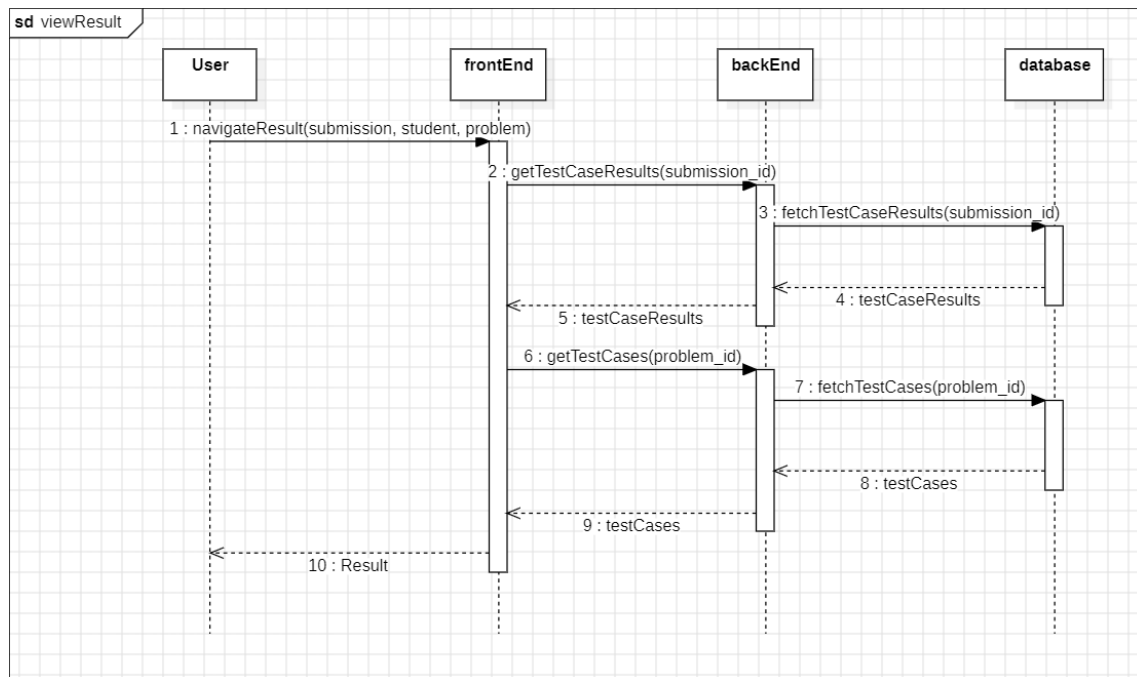 sd viewResult
User
frontEnd
backEnd
database
1 : navigateResult(submission, student, problem)
2 : getTestCaseResults(submission_id)
3 : fetchTestCaseResults(submission_id)
4 : testCaseResults
5 : testCaseResults
6 : getTestCases(problem_id)
7 : fetchTestCases(problem_id)
8 : testCases
9 : testCases
10 : Result